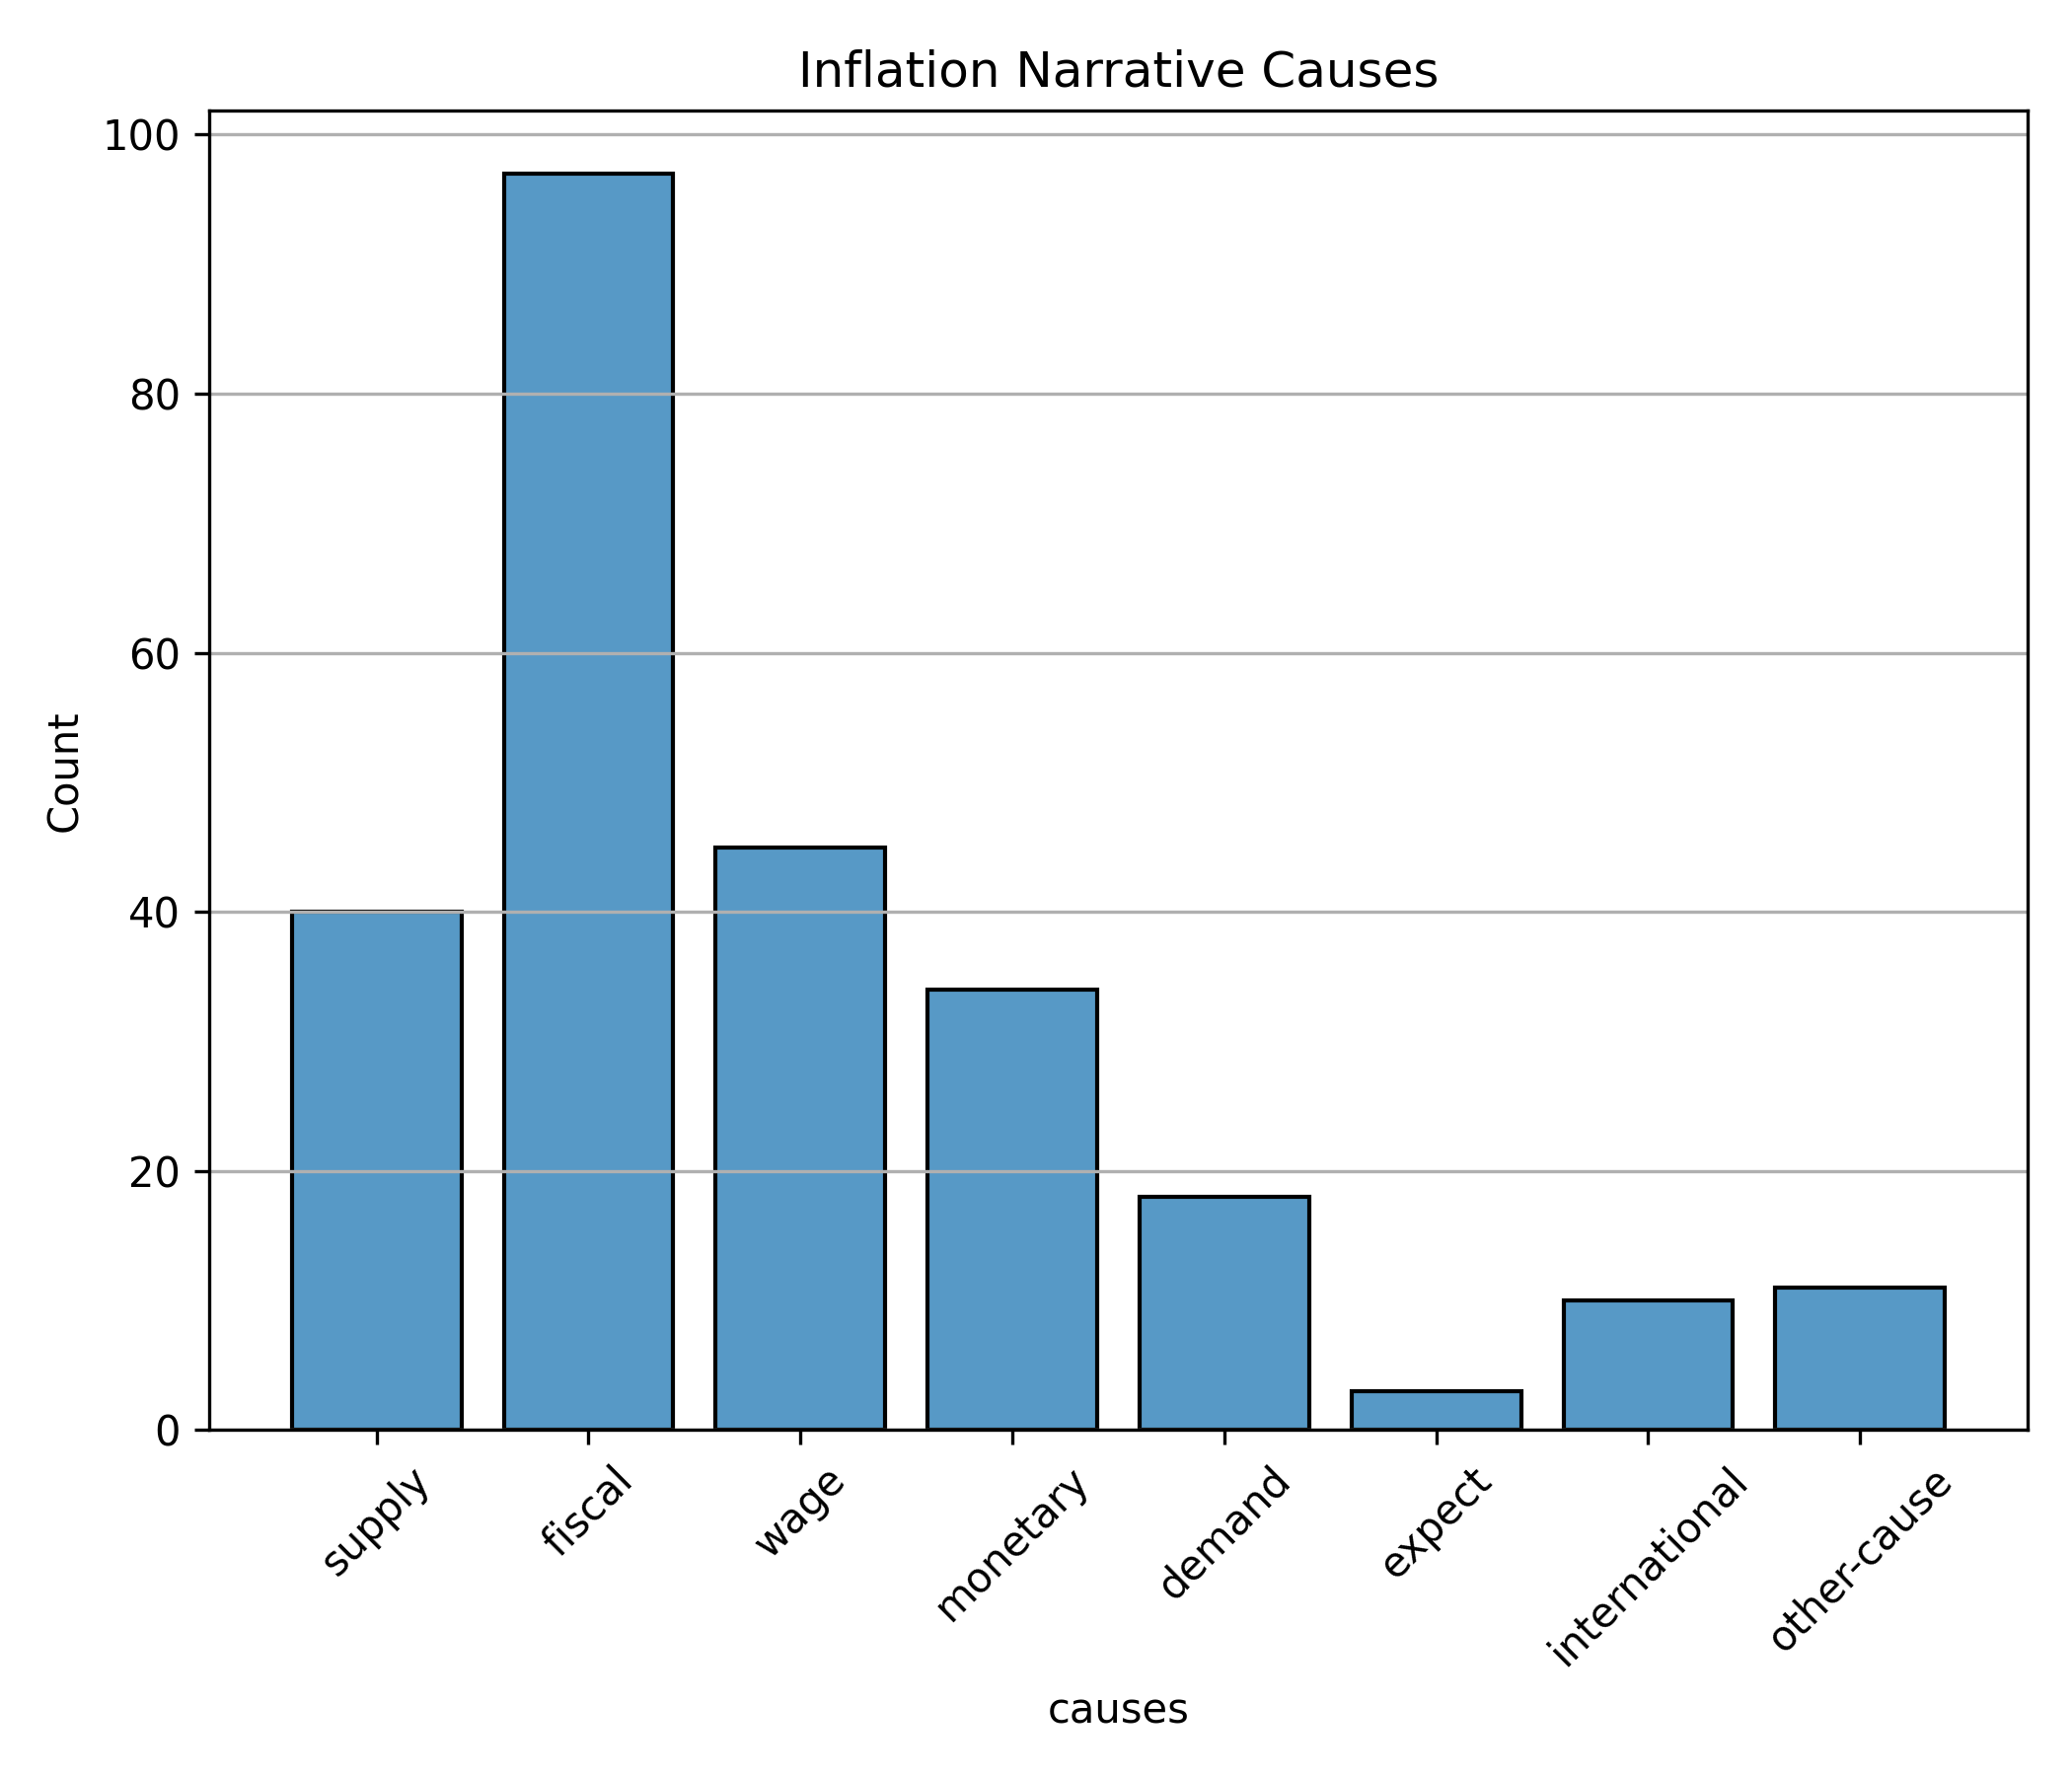 Inflation Narrative Causes
100
80
60
40
20
0
Count
supply
fiscal
wage
monetary
demand
expect
international
other-cause
causes